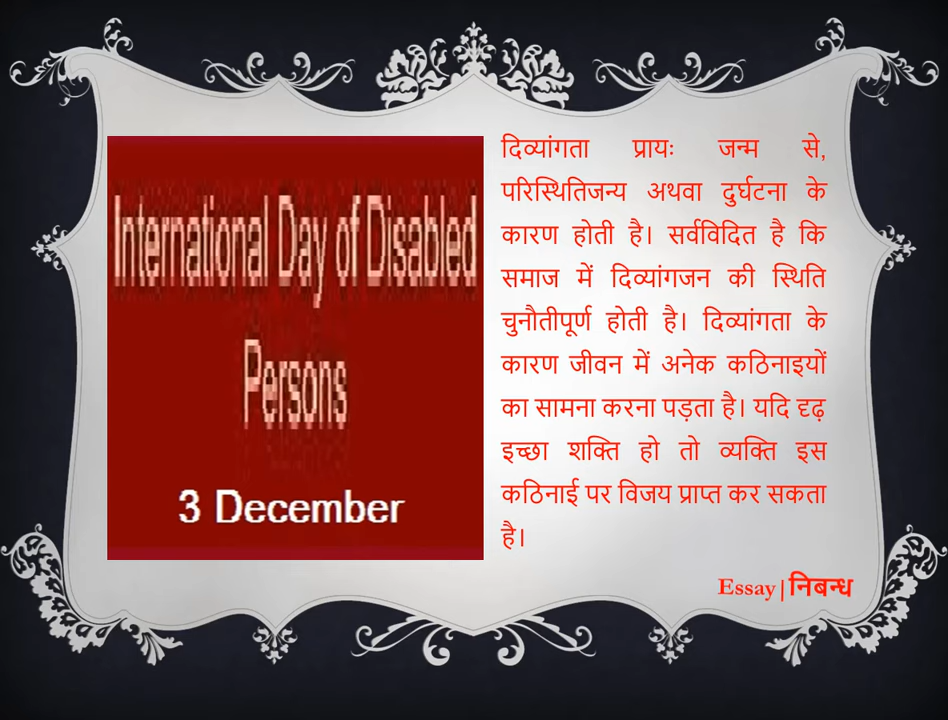 International Day of Disabled
Persons
3 December
दिव्यांगता प्रायः जन्म से,
परिस्थितिजन्य अथवा दुर्घटना के
कारण होती है। सर्वविदित है कि
समाज में दिव्यांगजन की स्थिति
चुनौतीपूर्ण होती है। दिव्यांगता के
कारण जीवन में अनेक कठिनाइयों
का सामना करना पड़ता है। यदि दृढ़
इच्छा शक्ति हो तो व्यक्ति इस
कठिनाई पर विजय प्राप्त कर सकता
है।
Essay|निबन्ध